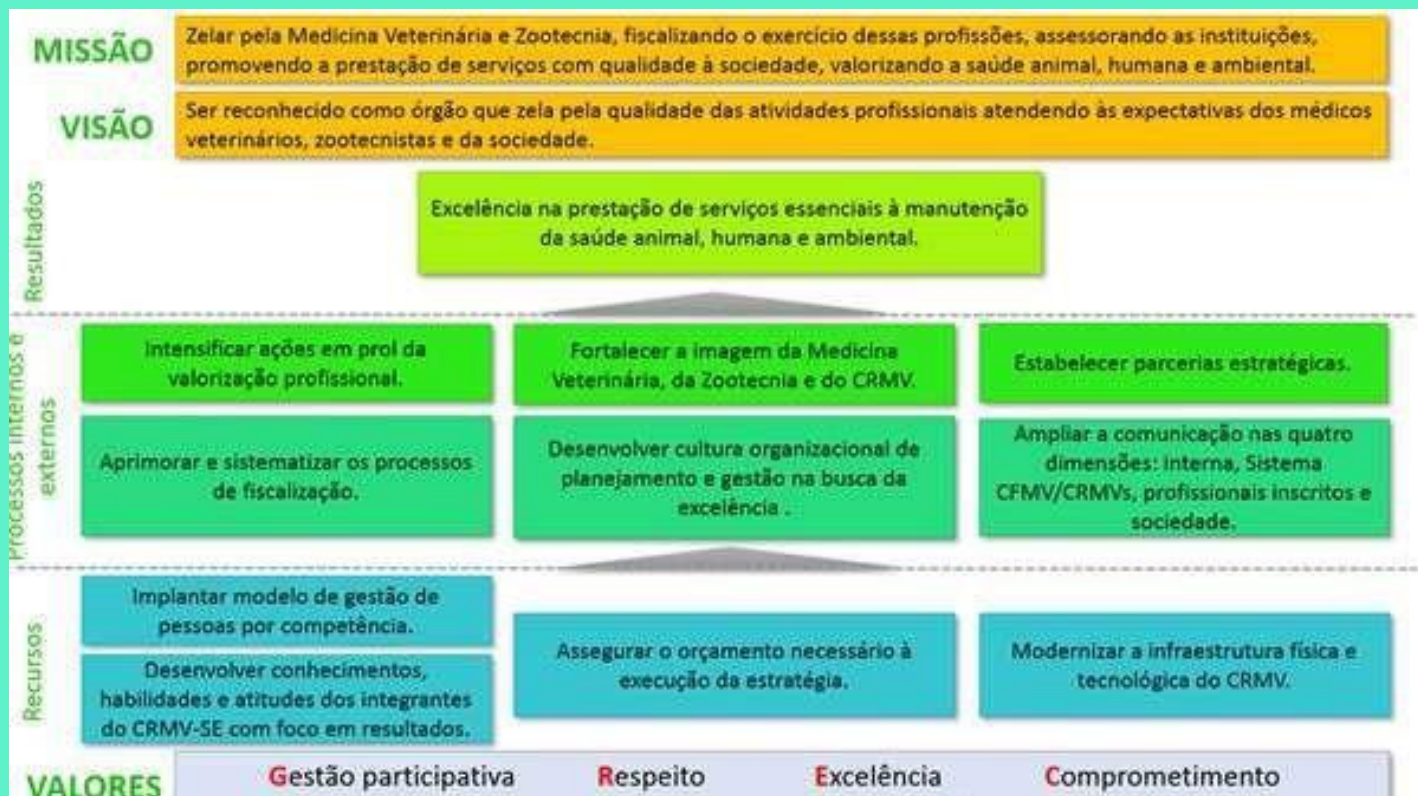 MISSÃO
Zelar pela Medicina Veterinária e Zootecnia, fiscalizando o exercício dessas profissões, assessorando as instituições,
promovendo a prestação de serviços com qualidade à sociedade, valorizando a saúde animal, humana e ambiental.
VISÃO
Ser reconhecido como órgão que zela pela qualidade das atividades profissionais atendendo às expectativas dos médicos
veterinários, zootecnistas e da sociedade.
Resultados
Excelência na prestação de serviços essenciais à manutenção
da saúde animal, humana e ambiental.
Processos internos e
externos
Intensificar ações em prol da
valorização profissional.
Fortalecer a imagem da Medicina
Veterinária, da Zootecnia e do CRMV.
Estabelecer parcerias estratégicas.
Aprimorar e sistematizar os processos
de fiscalização.
Desenvolver cultura organizacional de
planejamento e gestão na busca da
excelência .
Ampliar a comunicação nas quatro
dimensões: interna, Sistema
CFMV/CRMVs, profissionais inscritos e
sociedade.
Recursos
Implantar modelo de gestão de
pessoas por competência.
Desenvolver conhecimentos,
habilidades e atitudes dos integrantes
do CRMV-SE com foco em resultados.
Assegurar o orçamento necessário à
execução da estratégia.
Modernizar a infraestrutura física e
tecnológica do CRMV.
VALORES
Gestão participativa Respeito Excelência Comprometimento